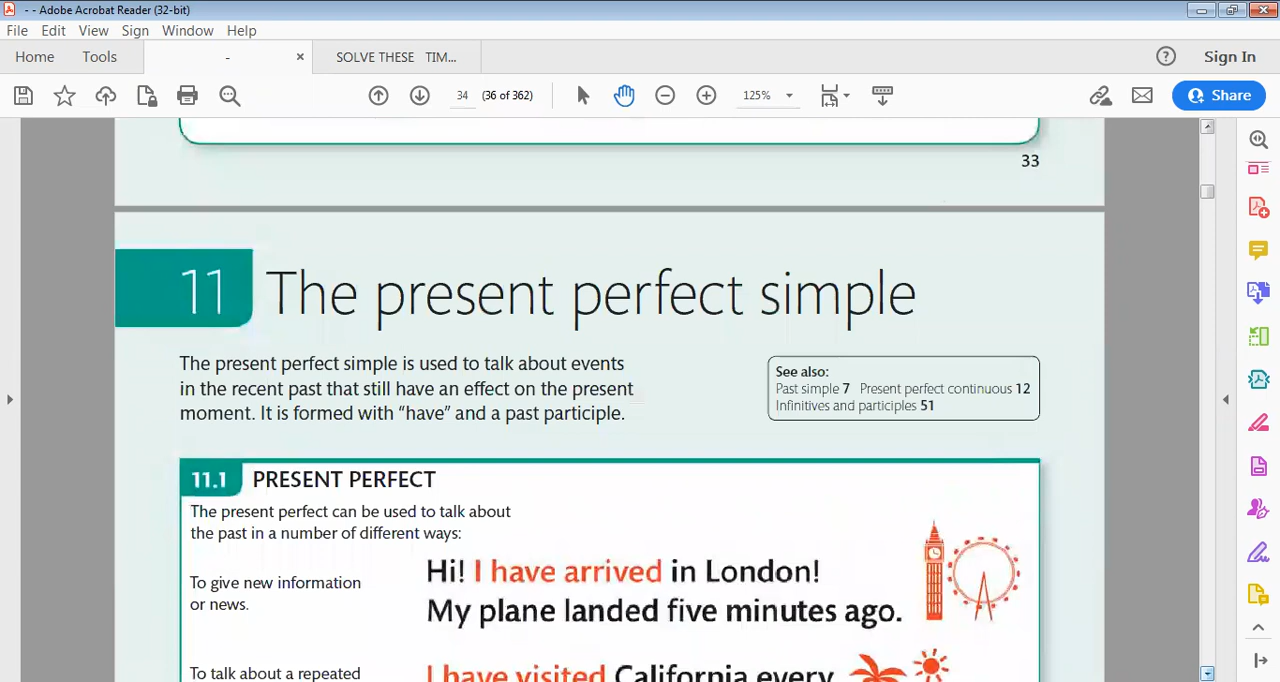 - - Adobe Acrobat Reader (32-bit)
File Edit View Sign Window Help
Home Tools - × SOLVE THESE TIM... ? Sign In
34 (36 of 362) 125% Share
33
11 The present perfect simple
The present perfect simple is used to talk about events
in the recent past that still have an effect on the present
moment. It is formed with “have” and a past participle.
See also:
Past simple 7 Present perfect continuous 12
Infinitives and participles 51
11.1 PRESENT PERFECT
The present perfect can be used to talk about
the past in a number of different ways:
To give new information
or news.
Hi! I have arrived in London!
My plane landed five minutes ago.
To talk about a repeated
I have visited California every